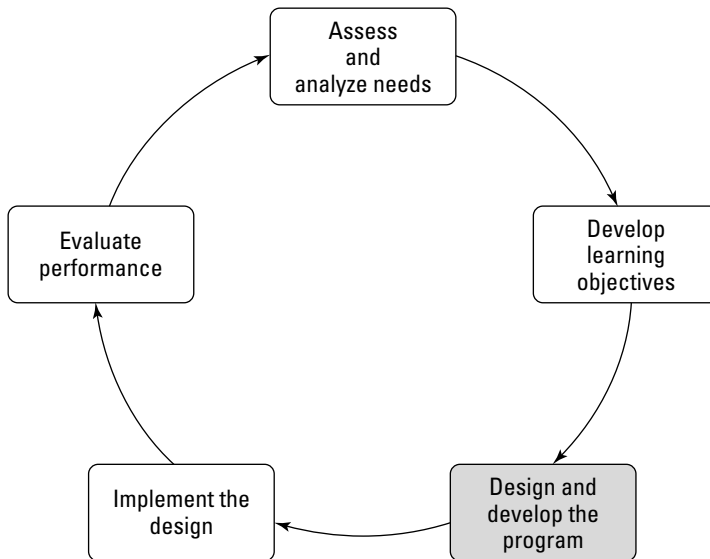 Assess
and
analyze needs
Develop
learning
objectives
Design and
develop the
program
Implement the
design
Evaluate
performance